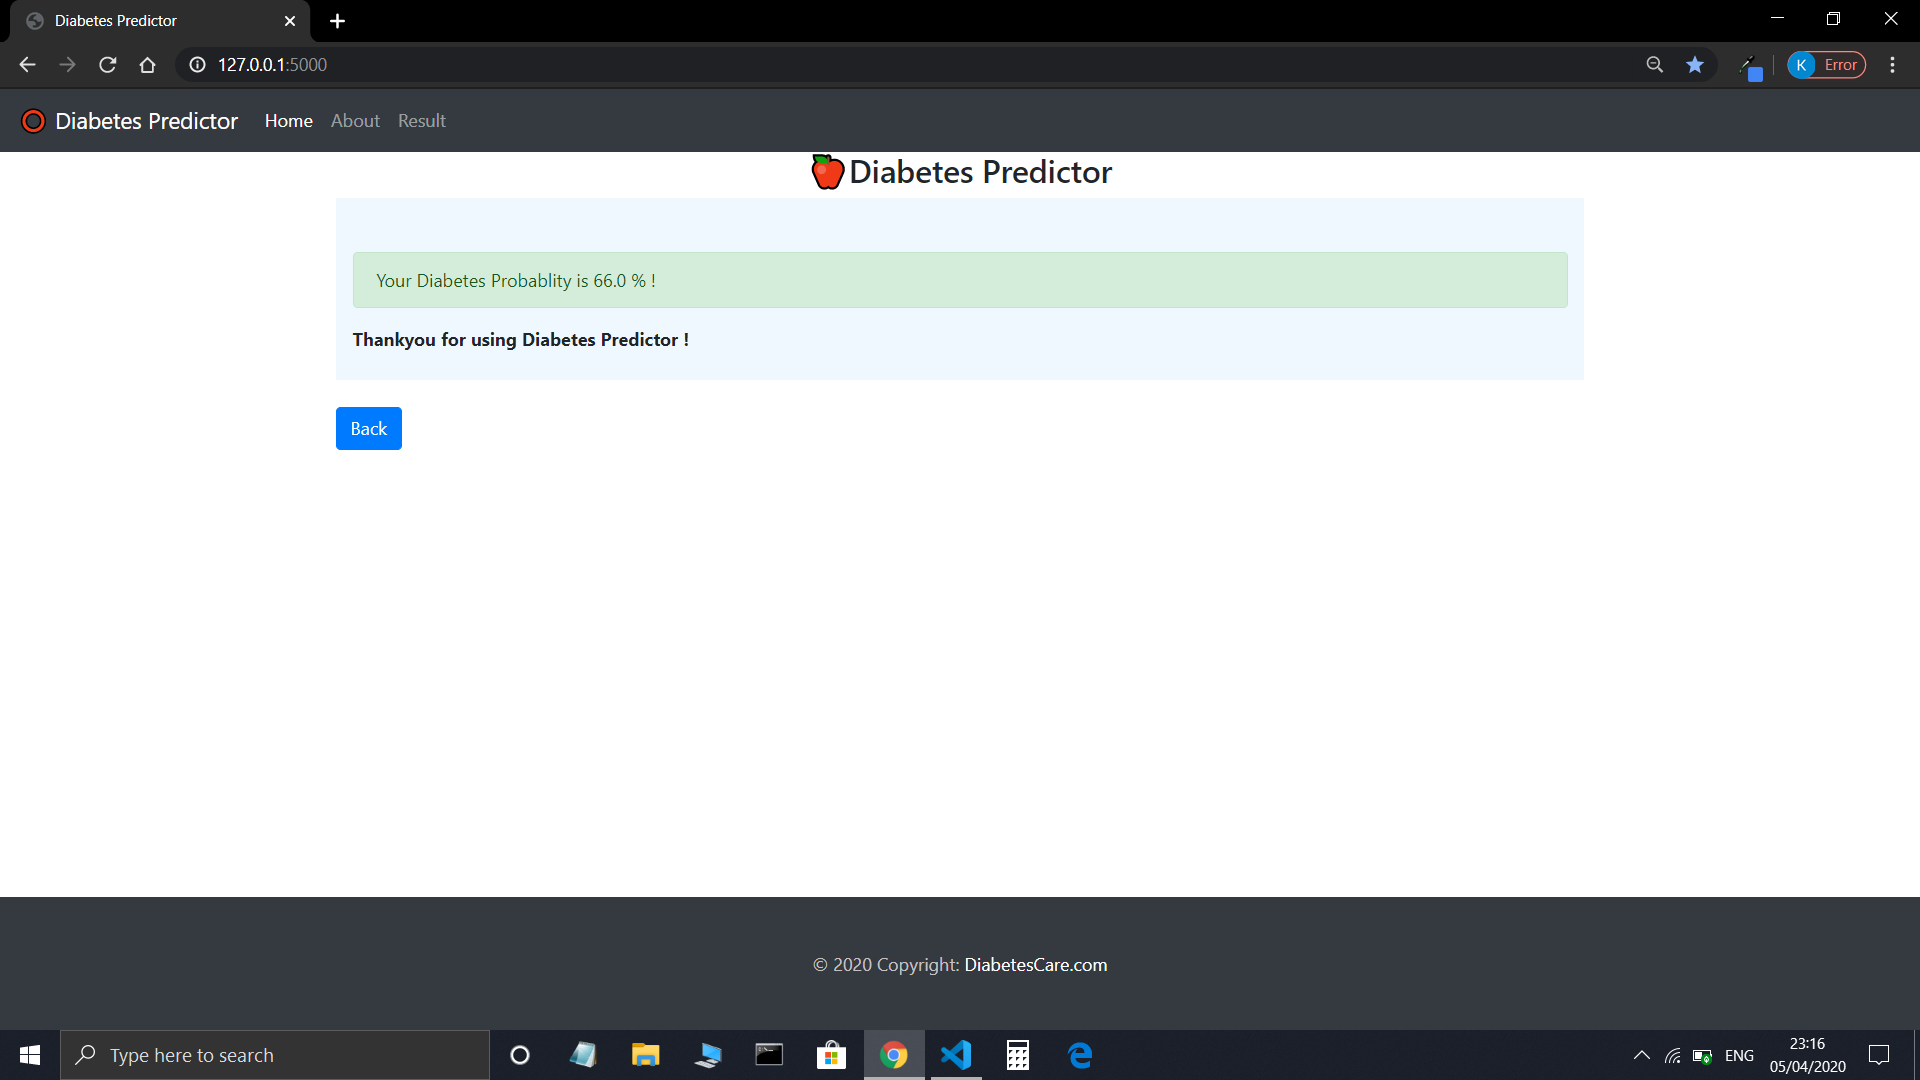 Diabetes Predictor
127.0.0.1:5000
K Error
Diabetes Predictor Home About Result
Diabetes Predictor
Your Diabetes Probablity is 66.0 % !
Thankyou for using Diabetes Predictor !
Back
© 2020 Copyright: DiabetesCare.com
Type here to search
ENG
23:16
05/04/2020